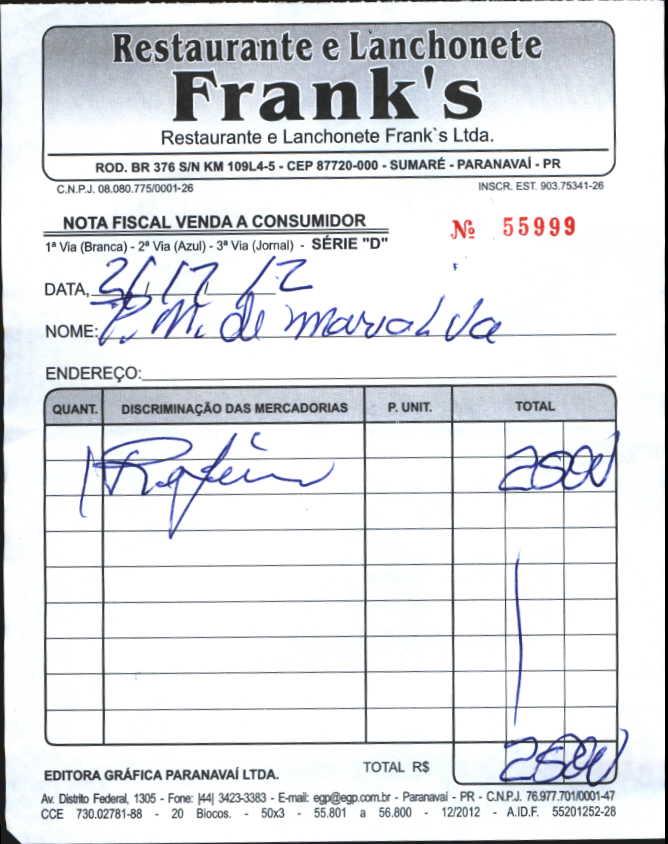 Restaurante e Lanchonete
Frank's
Restaurante e Lanchonete Frank`s Ltda.
ROD. BR 376 S/N KM 109L4-5 - CEP 87720-000 - SUMARÉ - PARANAVAÍ - PR
C.N.P.J. 08.080.775/0001-26 INSCR. EST. 903.75341-26
NOTA FISCAL VENDA A CONSUMIDOR
Nº 55999
1ª Via (Branca) - 2ª Via (Azul) - 3ª Via (Jornal) - SÉRIE "D"
DATA, / 12
NOME: P. M. de
ENDEREÇO:
QUANT. DISCRIMINAÇÃO DAS MERCADORIAS P. UNIT. TOTAL
1 Refeição 2500
TOTAL R$ 2500
EDITORA GRÁFICA PARANAVAÍ LTDA.
Av. Distrito Federal, 1305 - Fone: |44| 3423-3383 - E-mail: egp@egp.com.br - Paranavaí - PR - C.N.P.J. 76.977.701/0001-47
CCE 730.02781-88 - 20 Blocos. - 50x3 - 55.801 a 56.800 - 12/2012 - A.I.D.F. 55201252-28